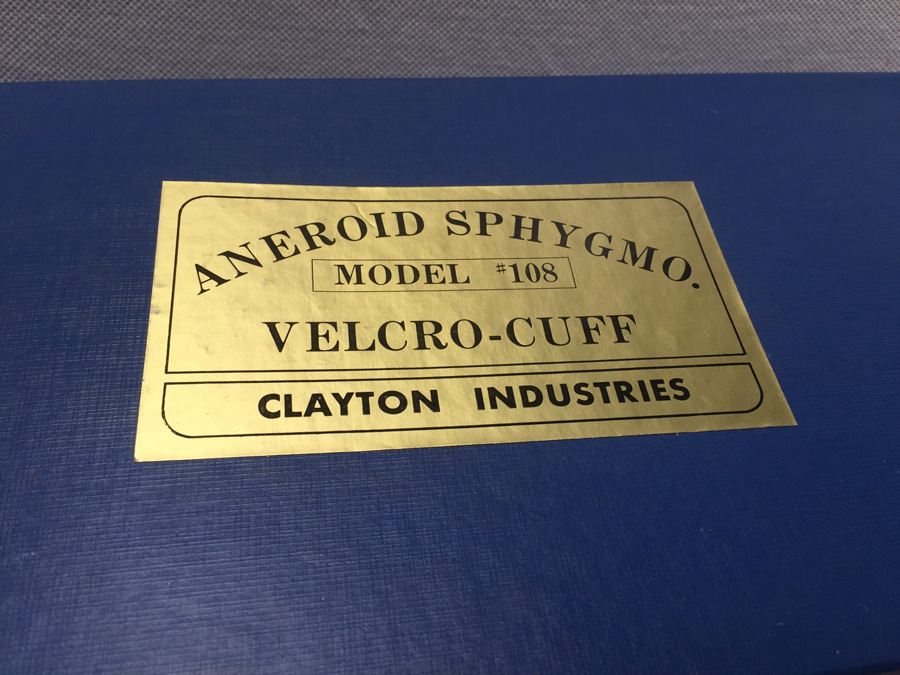 ANEROID SPHYGMO.
MODEL #108
VELCRO-CUFF
CLAYTON INDUSTRIES